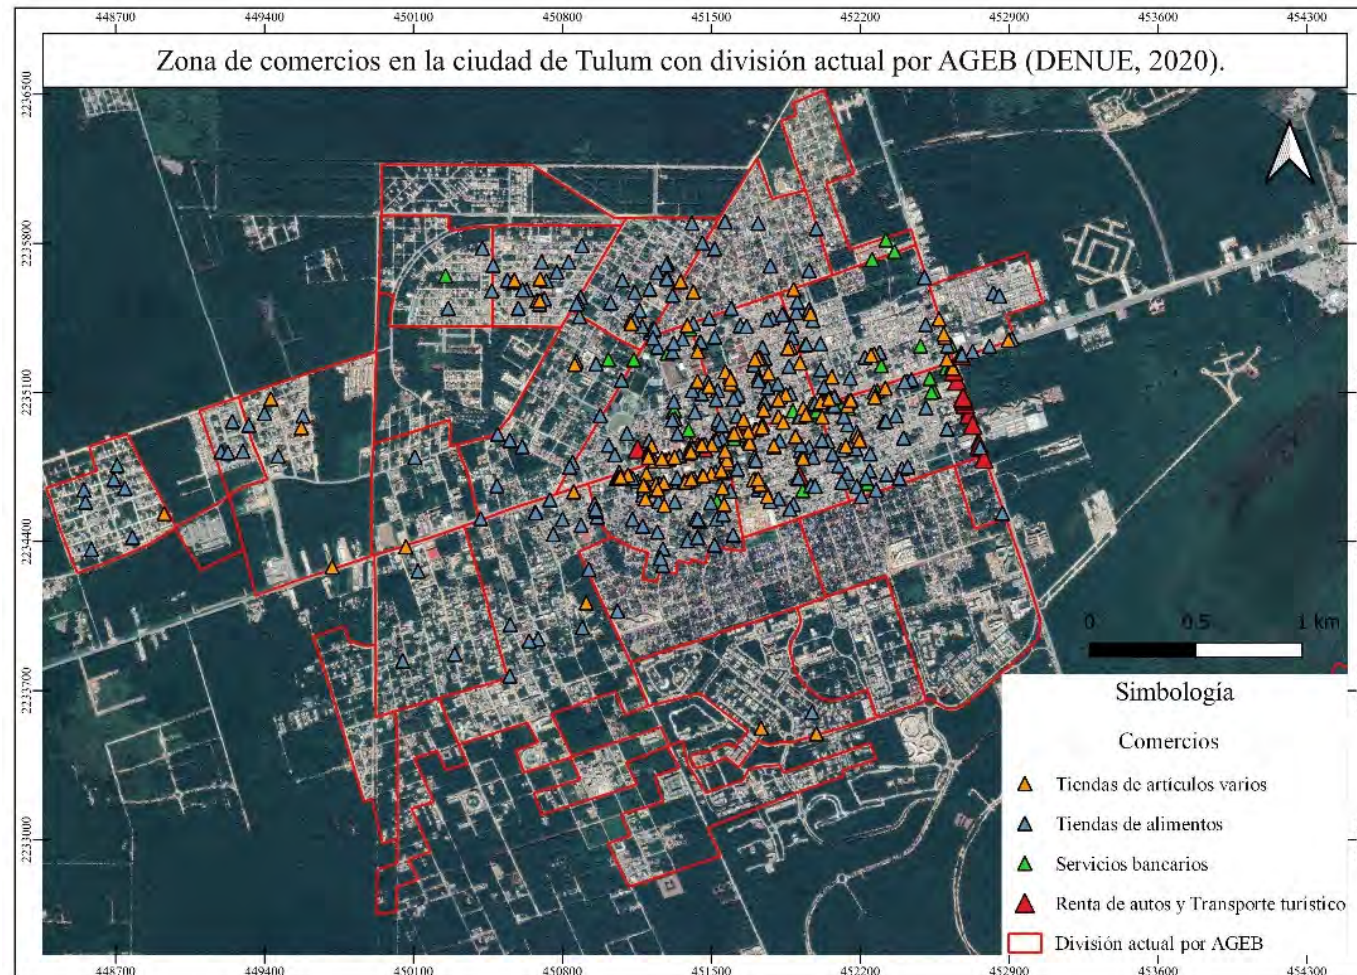 448700 449400 450100 450800 451500 452200 452900 453600 454300
Zona de comercios en la ciudad de Tulum con división actual por AGEB (DENUE, 2020).
2236500
2235800
2235100
2234400
2233700
2233000
0 0.5 1 km
Simbología
Comercios
Tiendas de artículos varios
Tiendas de alimentos
Servicios bancarios
Renta de autos y Transporte turístico
División actual por AGEB
448700 449400 450100 450800 451500 452200 452900 453600 454300